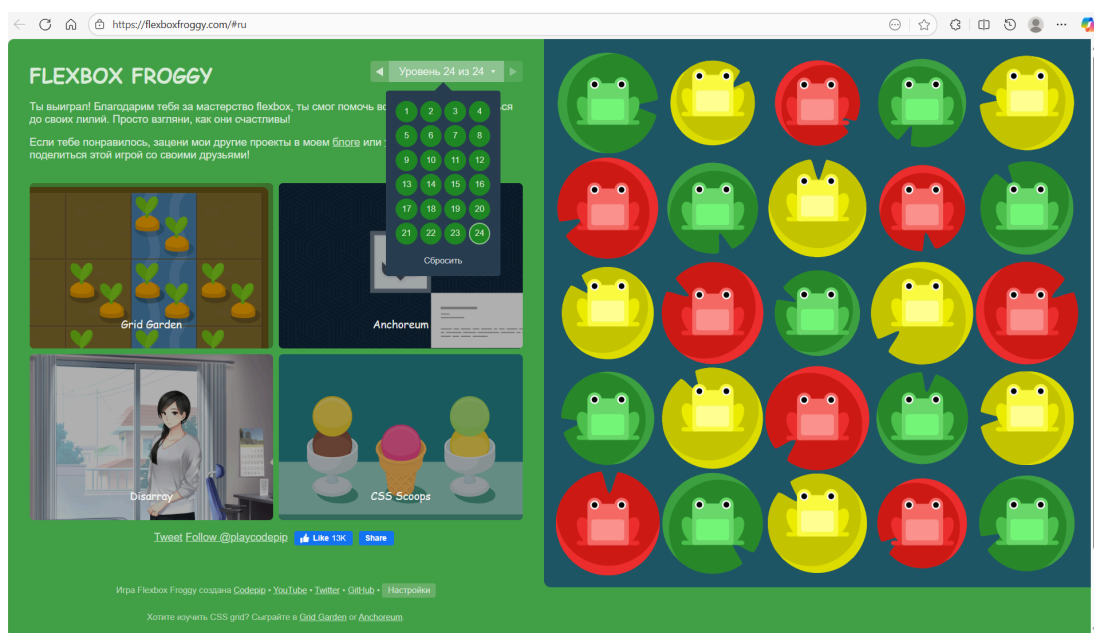 https://flexboxfroggy.com/#ru
FLEXBOX FROGGY
Уровень 24 из 24
Ты выиграл! Благодарим тебя за мастерство flexbox, ты смог помочь вс
ся
до своих лилий. Просто взгляни, как они счастливы!
Если тебе понравилось, зацени мои другие проекты в моем блоге или
поделиться этой игрой со своими друзьями!
1 2 3 4
5 6 7 8
9 10 11 12
13 14 15 16
17 18 19 20
21 22 23 24
Сбросить
Grid Garden
Anchoreum
Disarray
CSS Scoops
Tweet Follow @playcodepip Like 13K Share
Игра Flexbox Froggy создана Codepip • YouTube • Twitter • GitHub • Настройки
Хотите изучить CSS grid? Сыграйте в Grid Garden or Anchoreum.